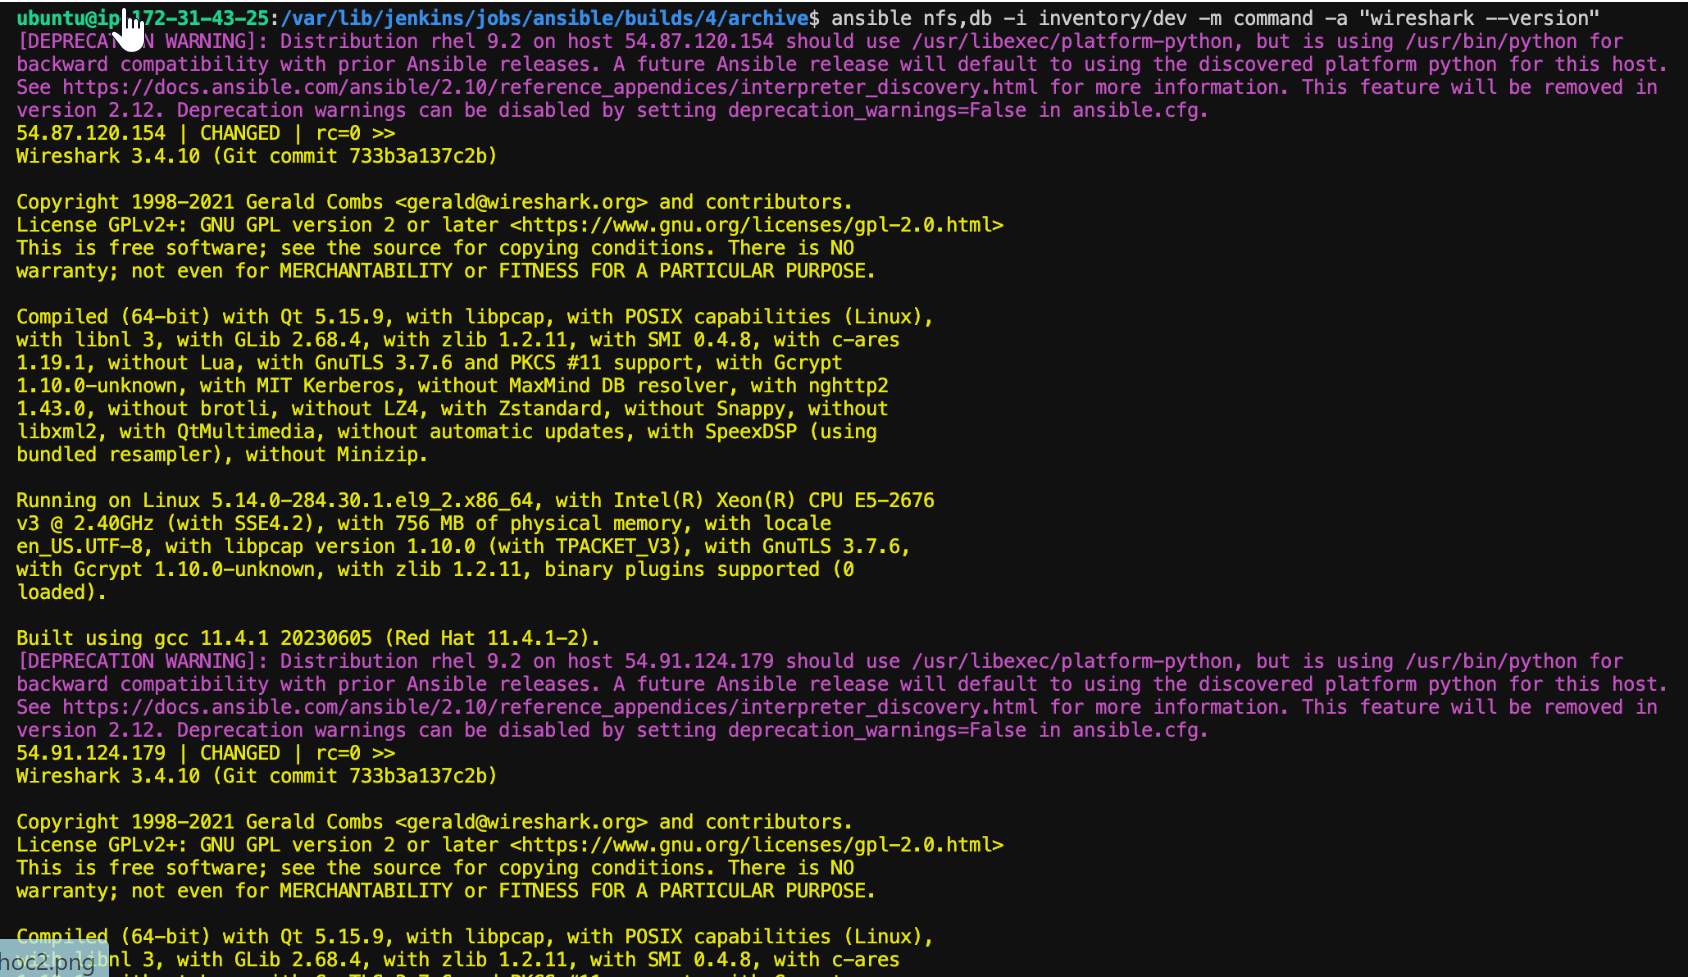 ubuntu@ip-172-31-43-25:/var/lib/jenkins/jobs/ansible/builds/4/archive$ ansible nfs,db -i inventory/dev -m command -a "wireshark --version"
[DEPRECATION WARNING]: Distribution rhel 9.2 on host 54.87.120.154 should use /usr/libexec/platform-python, but is using /usr/bin/python for
backward compatibility with prior Ansible releases. A future Ansible release will default to using the discovered platform python for this host.
See https://docs.ansible.com/ansible/2.10/reference_appendices/interpreter_discovery.html for more information. This feature will be removed in
version 2.12. Deprecation warnings can be disabled by setting deprecation_warnings=False in ansible.cfg.
54.87.120.154 | CHANGED | rc=0 >>
Wireshark 3.4.10 (Git commit 733b3a137c2b)

Copyright 1998-2021 Gerald Combs <gerald@wireshark.org> and contributors.
License GPLv2+: GNU GPL version 2 or later <https://www.gnu.org/licenses/gpl-2.0.html>
This is free software; see the source for copying conditions. There is NO
warranty; not even for MERCHANTABILITY or FITNESS FOR A PARTICULAR PURPOSE.

Compiled (64-bit) with Qt 5.15.9, with libpcap, with POSIX capabilities (Linux),
with libnl 3, with GLib 2.68.4, with zlib 1.2.11, with SMI 0.4.8, with c-ares
1.19.1, without Lua, with GnuTLS 3.7.6 and PKCS #11 support, with Gcrypt
1.10.0-unknown, with MIT Kerberos, without MaxMind DB resolver, with nghttp2
1.43.0, without brotli, without LZ4, with Zstandard, without Snappy, without
libxml2, with QtMultimedia, without automatic updates, with SpeexDSP (using
bundled resampler), without Minizip.

Running on Linux 5.14.0-284.30.1.el9_2.x86_64, with Intel(R) Xeon(R) CPU E5-2676
v3 @ 2.40GHz (with SSE4.2), with 756 MB of physical memory, with locale
en_US.UTF-8, with libpcap version 1.10.0 (with TPACKET_V3), with GnuTLS 3.7.6,
with Gcrypt 1.10.0-unknown, with zlib 1.2.11, binary plugins supported (0
loaded).

Built using gcc 11.4.1 20230605 (Red Hat 11.4.1-2).
[DEPRECATION WARNING]: Distribution rhel 9.2 on host 54.91.124.179 should use /usr/libexec/platform-python, but is using /usr/bin/python for
backward compatibility with prior Ansible releases. A future Ansible release will default to using the discovered platform python for this host.
See https://docs.ansible.com/ansible/2.10/reference_appendices/interpreter_discovery.html for more information. This feature will be removed in
version 2.12. Deprecation warnings can be disabled by setting deprecation_warnings=False in ansible.cfg.
54.91.124.179 | CHANGED | rc=0 >>
Wireshark 3.4.10 (Git commit 733b3a137c2b)

Copyright 1998-2021 Gerald Combs <gerald@wireshark.org> and contributors.
License GPLv2+: GNU GPL version 2 or later <https://www.gnu.org/licenses/gpl-2.0.html>
This is free software; see the source for copying conditions. There is NO
warranty; not even for MERCHANTABILITY or FITNESS FOR A PARTICULAR PURPOSE.

Compiled (64-bit) with Qt 5.15.9, with libpcap, with POSIX capabilities (Linux),
with libnl 3, with GLib 2.68.4, with zlib 1.2.11, with SMI 0.4.8, with c-ares
hoc2.png